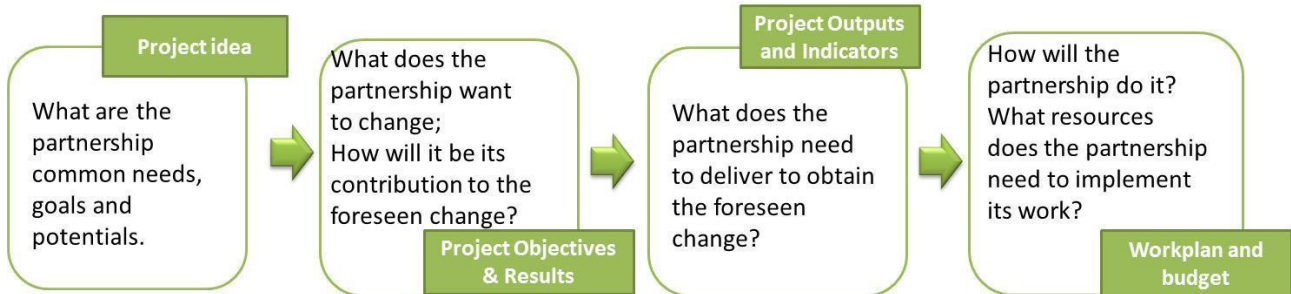 Project idea
What are the
partnership
common needs,
goals and
potentials.
What does the
partnership want
to change;
How will it be its
contribution to the
foreseen change?
Project Objectives
& Results
Project Outputs
and Indicators
What does the
partnership need
to deliver to obtain
the foreseen
change?
How will the
partnership do it?
What resources
does the partnership
need to implement
its work?
Workplan and
budget